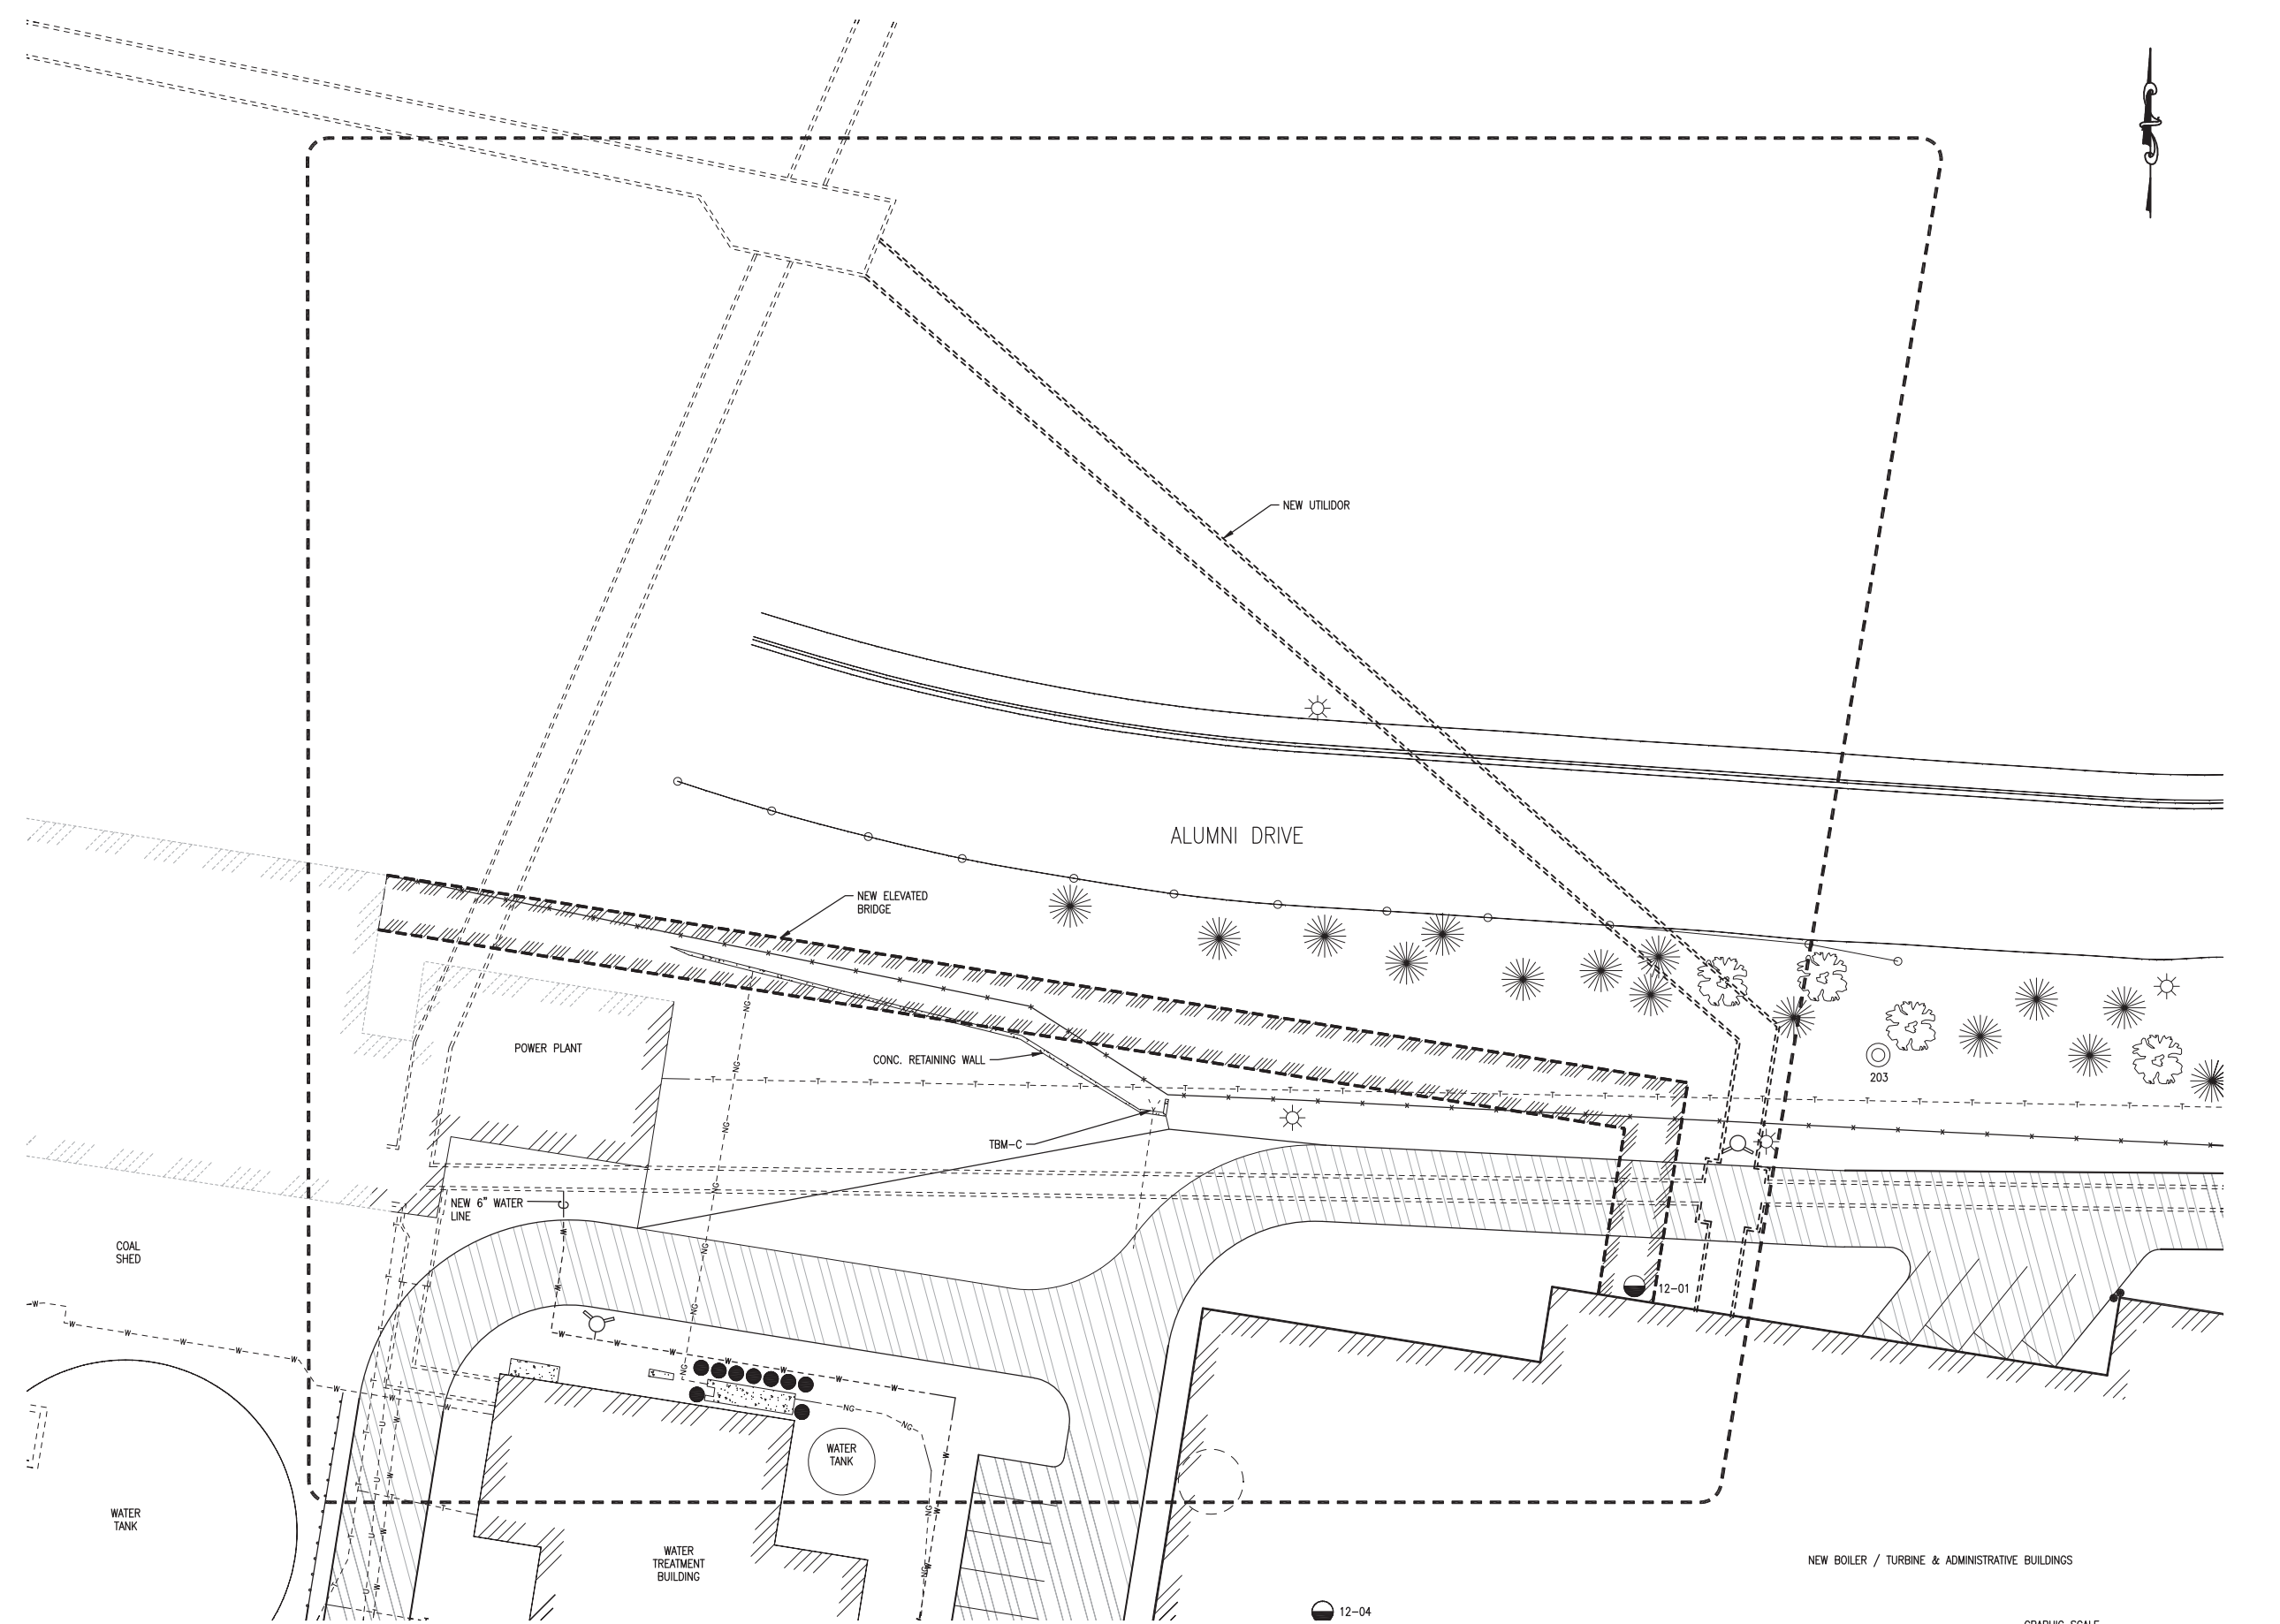 NEW UTILIDOR
ALUMNI DRIVE
NEW ELEVATED
BRIDGE
POWER PLANT
CONC. RETAINING WALL
203
TBM-C
NEW 6" WATER
LINE
COAL
SHED
12-01
WATER
TANK
WATER
TANK
WATER
TREATMENT
BUILDING
NEW BOILER / TURBINE & ADMINISTRATIVE BUILDINGS
12-04